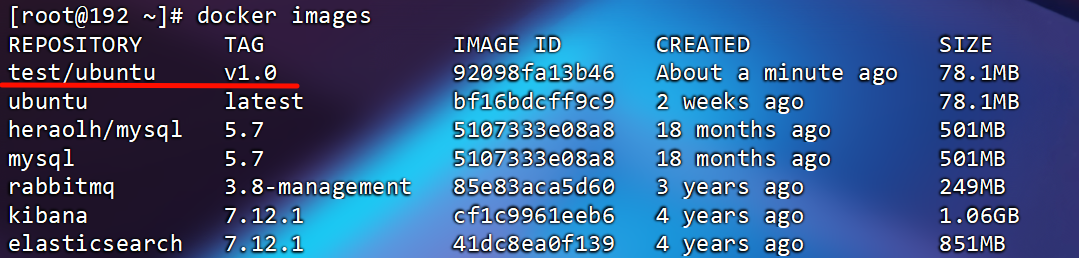 [root@192 ~]# docker images
REPOSITORY TAG IMAGE ID CREATED SIZE
test/ubuntu v1.0 92098fa13b46 About a minute ago 78.1MB
ubuntu latest bf16bdcff9c9 2 weeks ago 78.1MB
heraolh/mysql 5.7 5107333e08a8 18 months ago 501MB
mysql 5.7 5107333e08a8 18 months ago 501MB
rabbitmq 3.8-management 85e83aca5d60 3 years ago 249MB
kibana 7.12.1 cf1c9961eeb6 4 years ago 1.06GB
elasticsearch 7.12.1 41dc8ea0f139 4 years ago 851MB